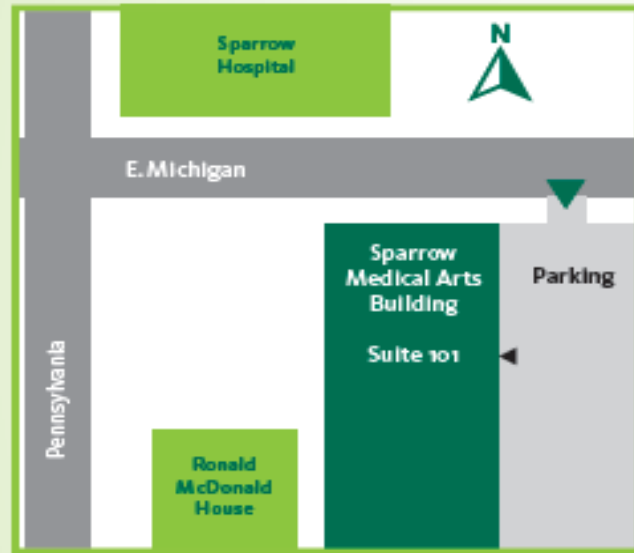 Sparrow
Hospital
N
E. Michigan
Sparrow
Medical Arts
Building
Suite 101
Parking
Pennsylvania
Ronald
McDonald
House